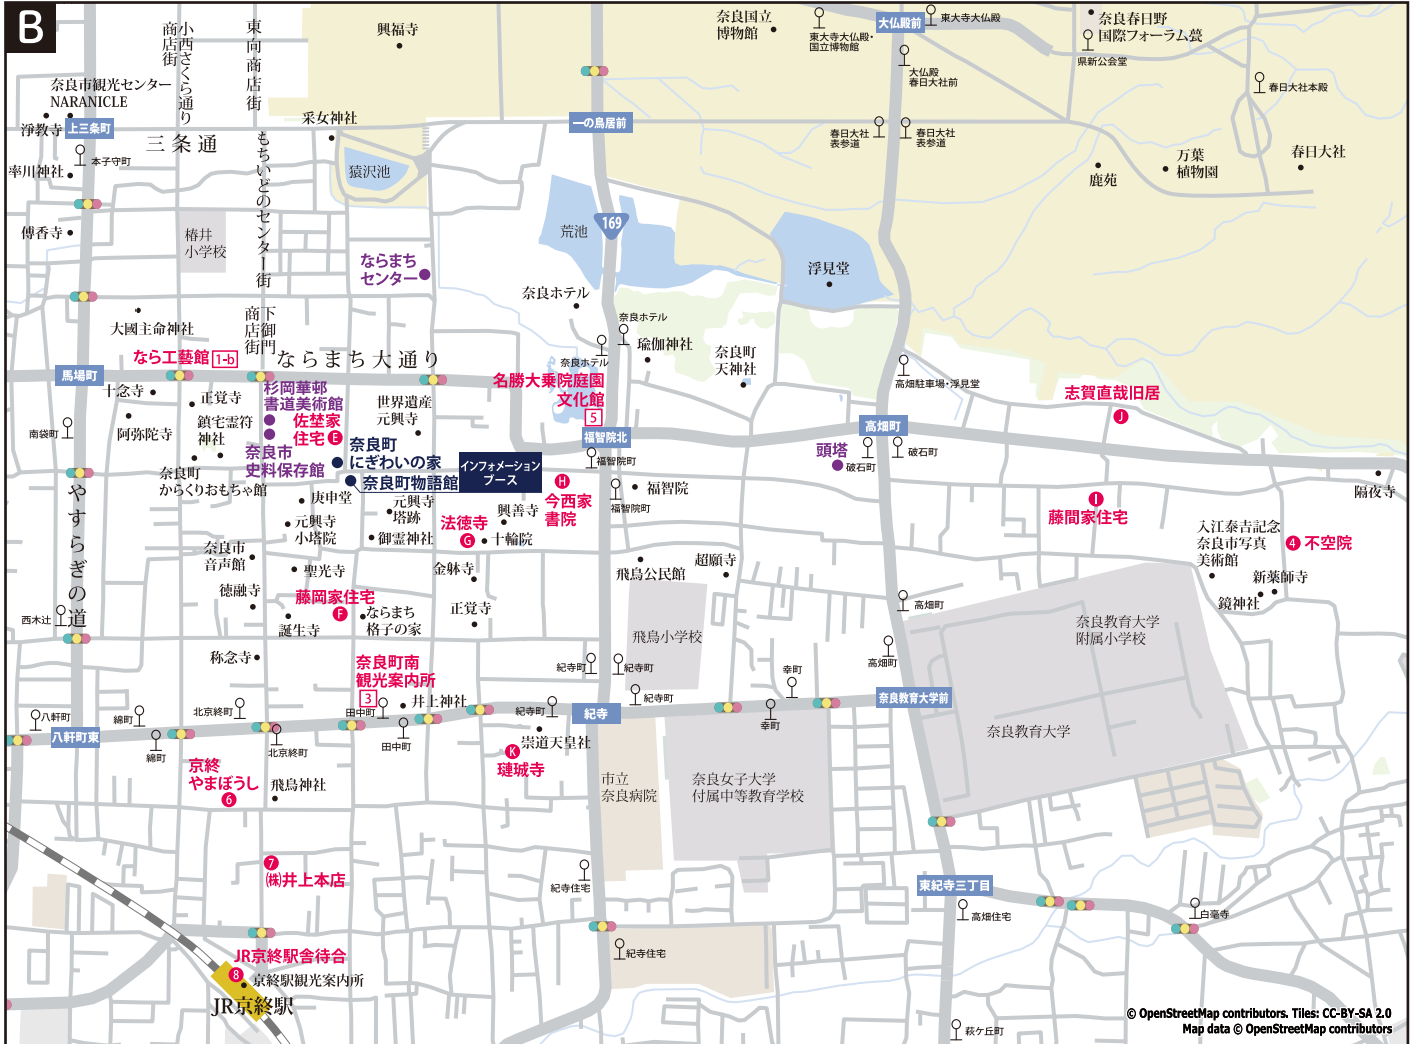 B
小西さくら通り
商店街
東向商店街
興福寺
奈良国立
博物館
東大寺大仏殿・
国立博物館
大仏殿前
東大寺大仏殿
奈良春日野
国際フォーラム甍
県新公会堂
大仏殿
春日大社前
春日大社本殿
奈良市観光センター
NARANICLE
浄教寺
上三条町
三条通
本子守町
率川神社
采女神社
猿沢池
一の鳥居前
春日大社
表参道
春日大社
表参道
鹿苑
万葉
植物園
春日大社
もちいどのセンター街
傳香寺
椿井
小学校
荒池
169
ならまち
センター
浮見堂
奈良ホテル
大國主命神社
下御門
商店街
ならまち大通り
奈良ホテル
奈良ホテル
瑜伽神社
奈良町
天神社
なら工藝館
1-b
馬場町
十念寺
正覚寺
杉岡華邨
書道美術館
世界遺産
元興寺
名勝大乗院庭園
文化館
5
高畑駐車場・浮見堂
志賀直哉旧居
J
南袋町
阿弥陀寺
鎮宅霊符
神社
佐埜家
住宅
E
福智院北
高畑町
奈良市
史料保存館
奈良町
にぎわいの家
奈良町物語館
インフォメーション
ブース
福智院町
頭塔
破石町
破石町
奈良町
からくりおもちゃ館
庚申堂
元興寺
塔跡
H
今西家
書院
福智院
福智院町
I
藤間家住宅
隔夜寺
やすらぎの道
元興寺
小塔院
御霊神社
法徳寺
G
興善寺
十輪院
入江泰吉記念
奈良市写真
美術館
4
不空院
奈良市
音声館
聖光寺
金躰寺
飛鳥公民館
超願寺
新薬師寺
鏡神社
徳融寺
藤岡家住宅
F
ならまち
格子の家
正覚寺
西木辻
誕生寺
飛鳥小学校
高畑町
奈良教育大学
附属小学校
称念寺
奈良町南
観光案内所
3
紀寺町
紀寺町
幸町
高畑町
八軒町
綿町
北京終町
田中町
井上神社
紀寺町
紀寺町
奈良教育大学前
八軒町東
綿町
北京終町
田中町
紀寺
幸町
奈良教育大学
京終
やまぼうし
6
飛鳥神社
K
崇道天皇社
璉珹寺
市立
奈良病院
奈良女子大学
付属中等教育学校
7
㈱井上本店
紀寺住宅
東紀寺三丁目
高畑住宅
白毫寺
JR京終駅舎待合
8
京終駅観光案内所
JR京終駅
紀寺住宅
萩ケ丘町
© OpenStreetMap contributors. Tiles: CC-BY-SA 2.0
Map data © OpenStreetMap contributors